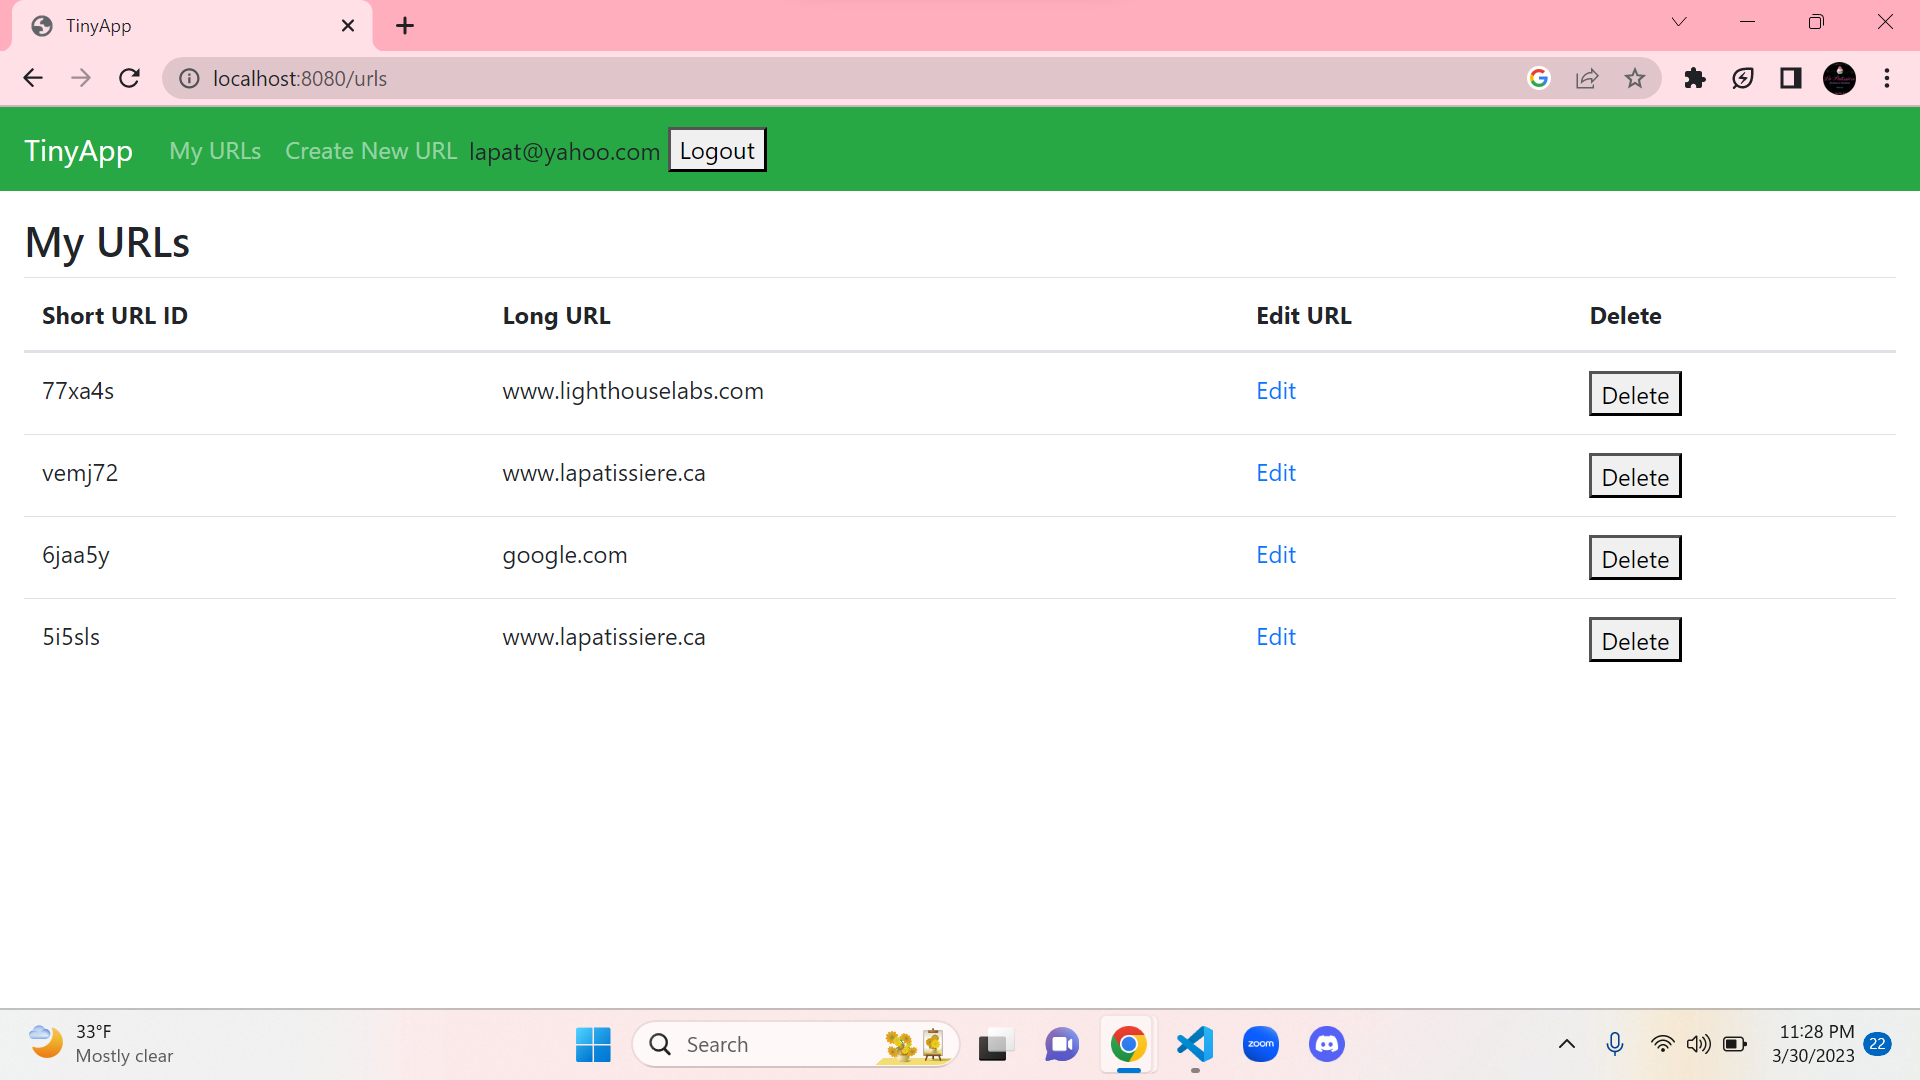 TinyApp
localhost:8080/urls
TinyApp My URLs Create New URL lapat@yahoo.com Logout
My URLs
Short URL ID Long URL Edit URL Delete
77xa4s www.lighthouselabs.com Edit Delete
vemj72 www.lapatissiere.ca Edit Delete
6jaa5y google.com Edit Delete
5i5sls www.lapatissiere.ca Edit Delete
33°F
Mostly clear
Search
zoom
11:28 PM
3/30/2023
22